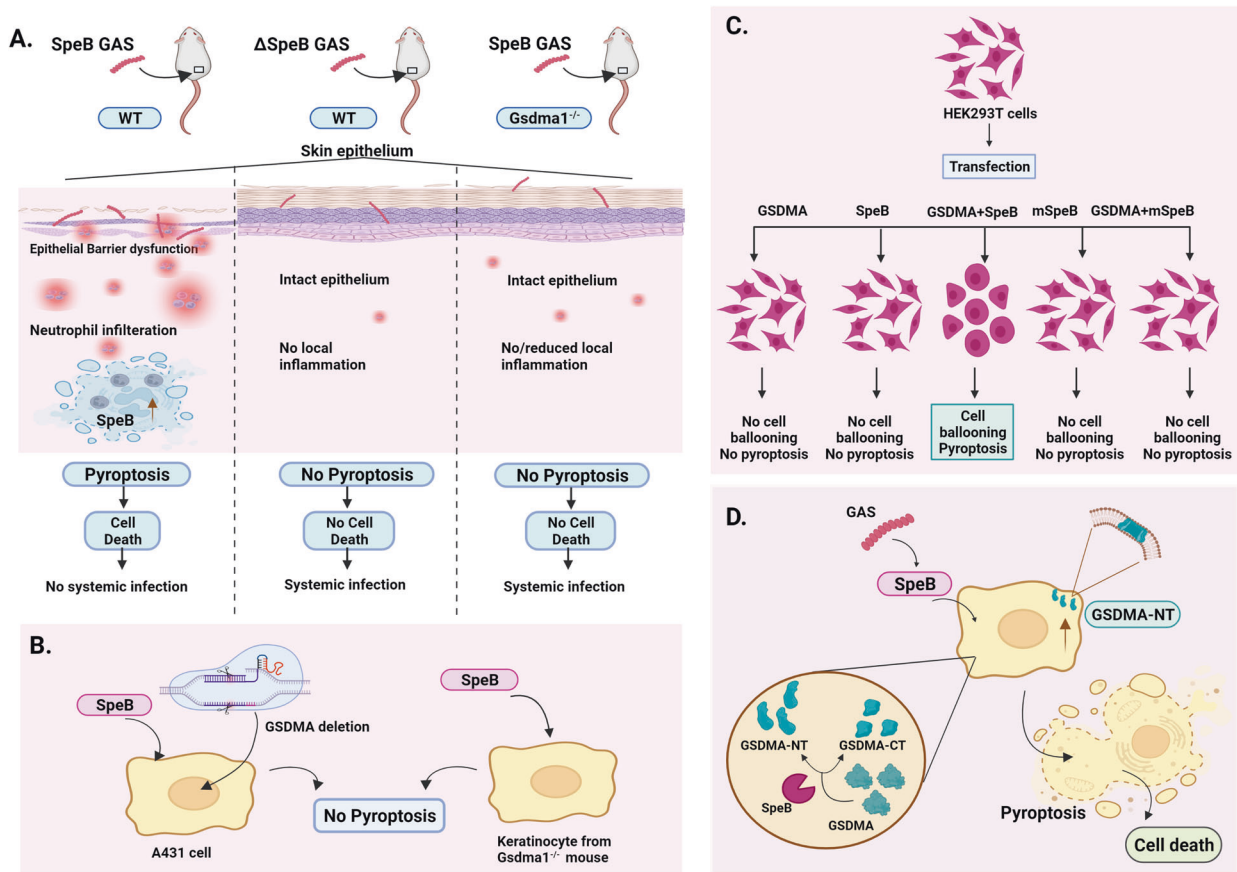 A.
SpeB GAS
WT
ΔSpeB GAS
WT
SpeB GAS
Gsdma1-/-
Skin epithelium
Epithelial Barrier dysfunction
Neutrophil infilteration
SpeB
Intact epithelium
No local
inflammation
Intact epithelium
No/reduced local
inflammation
Pyroptosis
Cell
Death
No systemic infection
No Pyroptosis
No Cell
Death
Systemic infection
No Pyroptosis
No Cell
Death
Systemic infection
B.
SpeB
GSDMA deletion
A431 cell
No Pyroptosis
SpeB
Keratinocyte from
Gsdma1-/- mouse
C.
HEK293T cells
Transfection
GSDMA
SpeB
GSDMA+SpeB
mSpeB
GSDMA+mSpeB
No cell
ballooning
No pyroptosis
No cell
ballooning
No pyroptosis
Cell
ballooning
Pyroptosis
No cell
ballooning
No pyroptosis
No cell
ballooning
No pyroptosis
D.
GAS
SpeB
GSDMA-NT
GSDMA-NT
GSDMA-CT
SpeB
GSDMA
Pyroptosis
Cell death